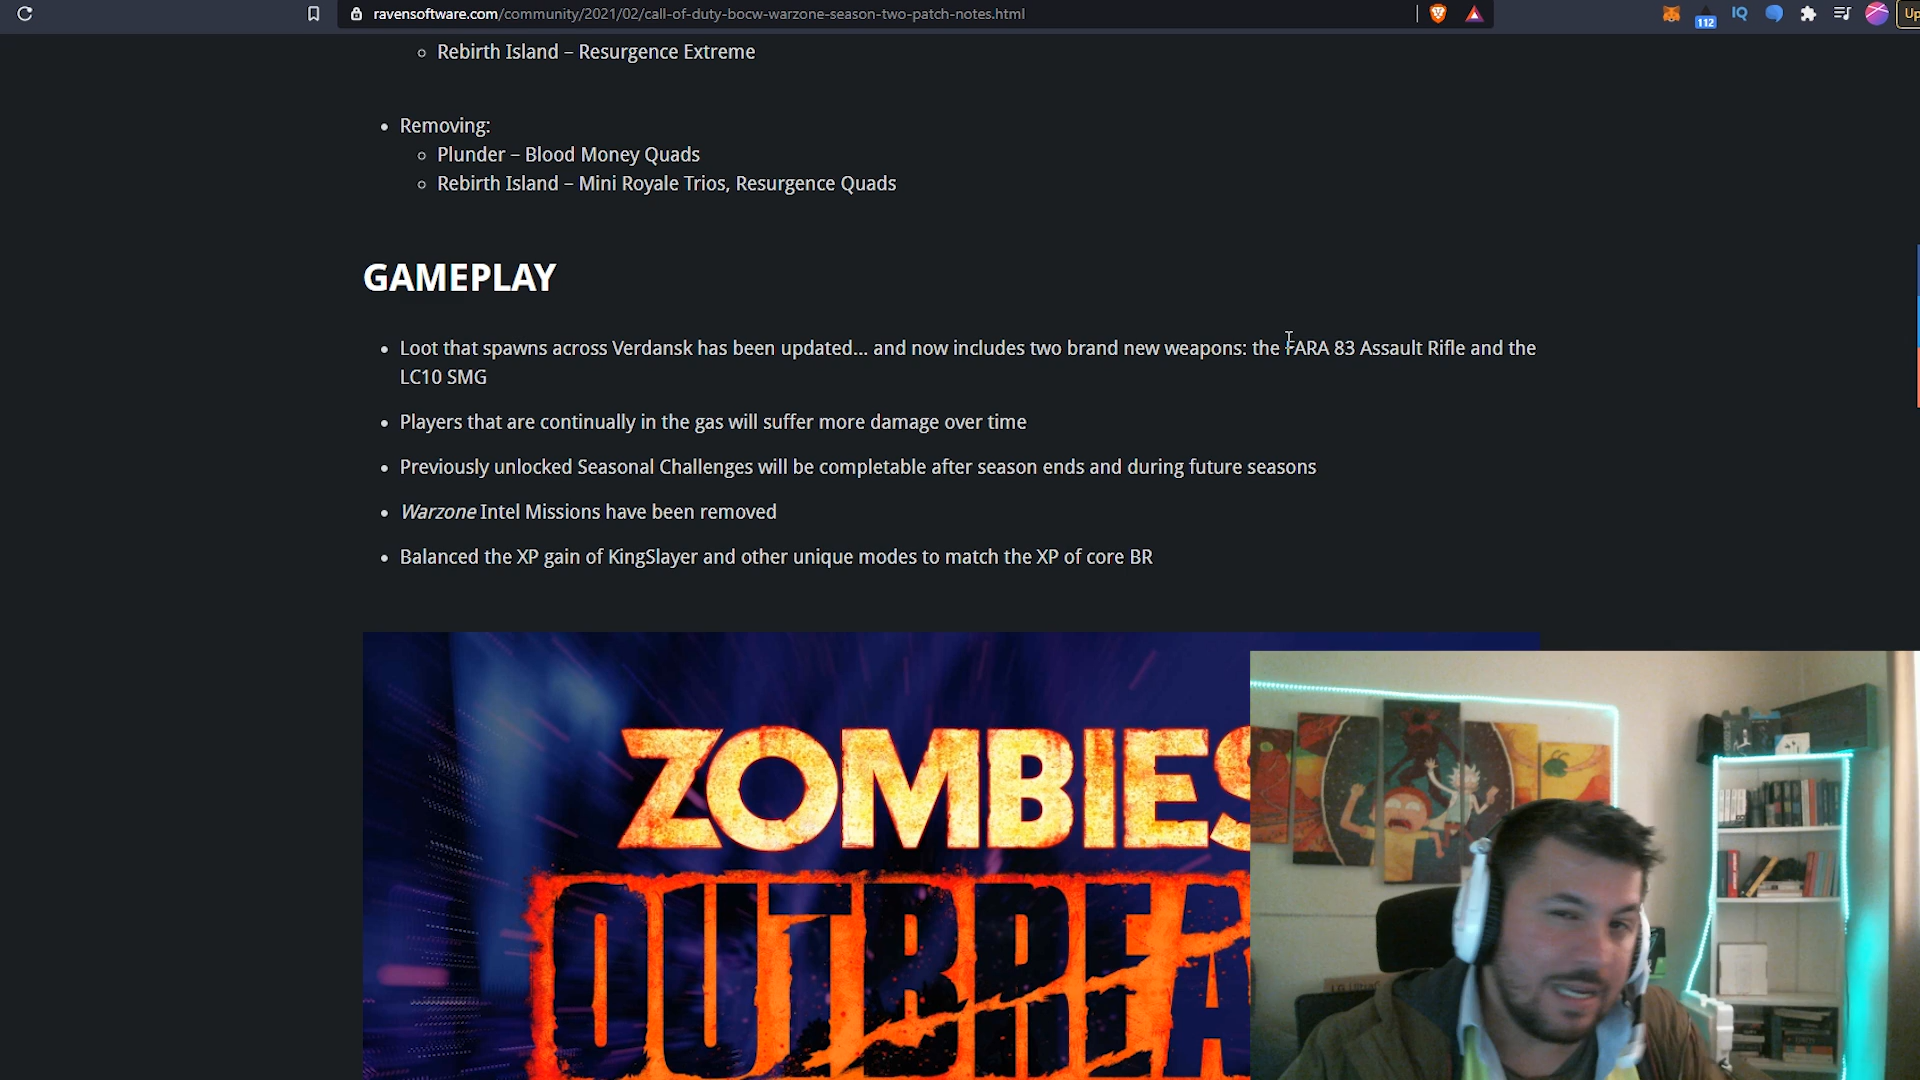 ravensoftware.com/community/2021/02/call-of-duty-bocw-warzone-season-two-patch-notes.html
112
IQ
Up
Rebirth Island – Resurgence Extreme
Removing:
Plunder – Blood Money Quads
Rebirth Island – Mini Royale Trios, Resurgence Quads
GAMEPLAY
Loot that spawns across Verdansk has been updated... and now includes two brand new weapons: the FARA 83 Assault Rifle and the
LC10 SMG
Players that are continually in the gas will suffer more damage over time
Previously unlocked Seasonal Challenges will be completable after season ends and during future seasons
Warzone Intel Missions have been removed
Balanced the XP gain of KingSlayer and other unique modes to match the XP of core BR
ZOMBIES
OUTBREA